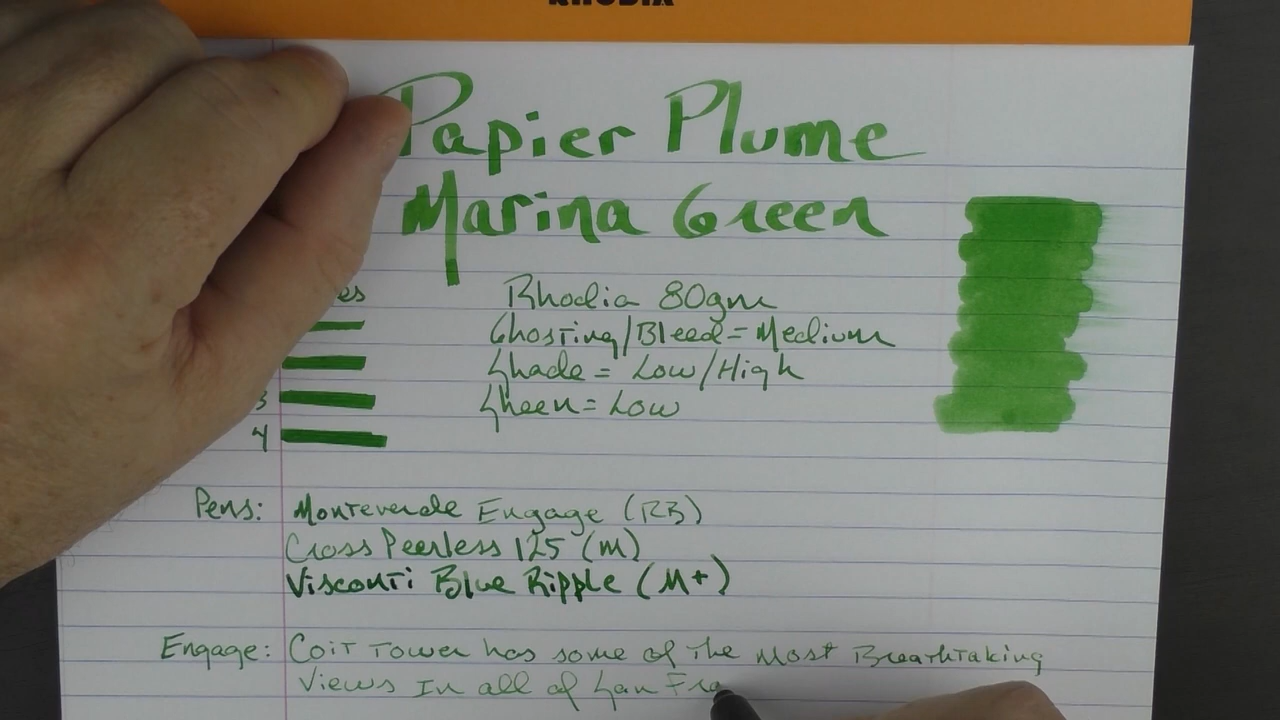 RHODIA
Papier Plume
Marina Green
es
Rhodia 80gm
Ghosting/Bleed = Medium
Shade = Low/High
3
Sheen = Low
4
Pens: Monteverde Engage (RB)
Cross Peerless 125 (M)
Visconti Blue Ripple (M+)
Engage: Coit Tower has some of the Most Breathtaking
Views In all of San Fra